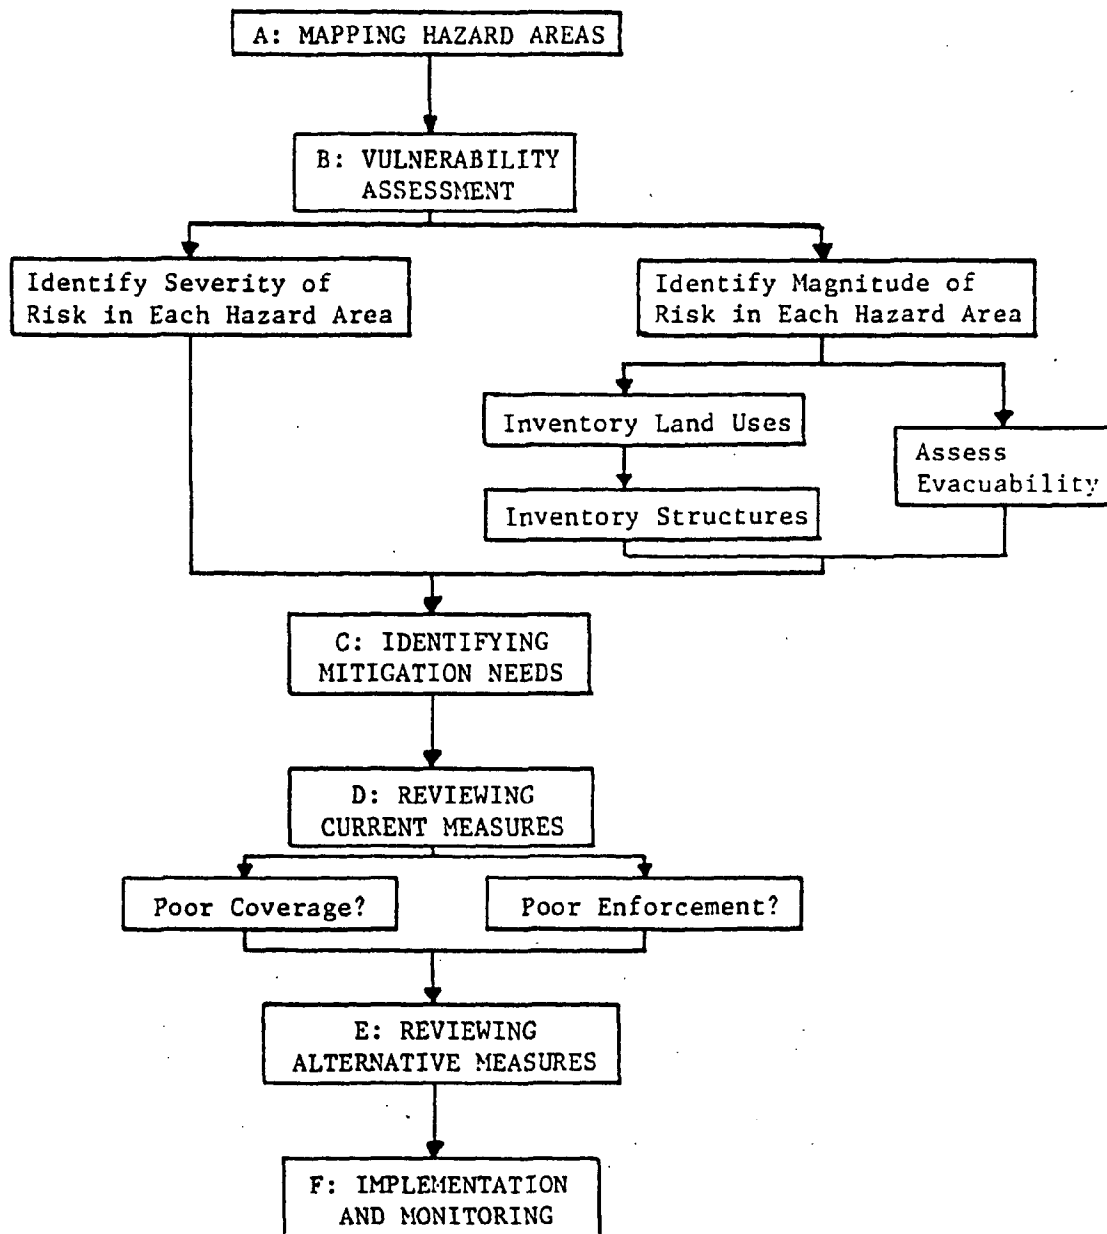 A: MAPPING HAZARD AREAS
B: VULNERABILITY
ASSESSMENT
Identify Severity of
Risk in Each Hazard Area
Identify Magnitude of
Risk in Each Hazard Area
Inventory Land Uses
Assess
Evacuability
Inventory Structures
C: IDENTIFYING
MITIGATION NEEDS
D: REVIEWING
CURRENT MEASURES
Poor Coverage?
Poor Enforcement?
E: REVIEWING
ALTERNATIVE MEASURES
F: IMPLEMENTATION
AND MONITORING